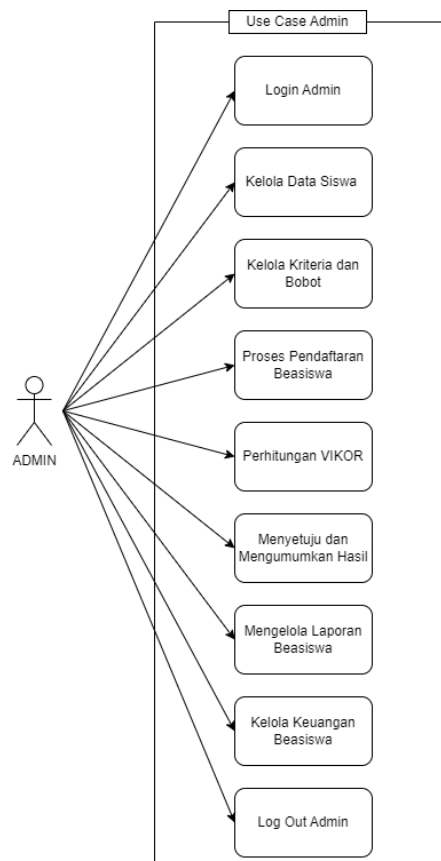 Use Case Admin
Login Admin
Kelola Data Siswa
Kelola Kriteria dan
Bobot
Proses Pendaftaran
Beasiswa
ADMIN
Perhitungan VIKOR
Menyetuju dan
Mengumumkan Hasil
Mengelola Laporan
Beasiswa
Kelola Keuangan
Beasiswa
Log Out Admin